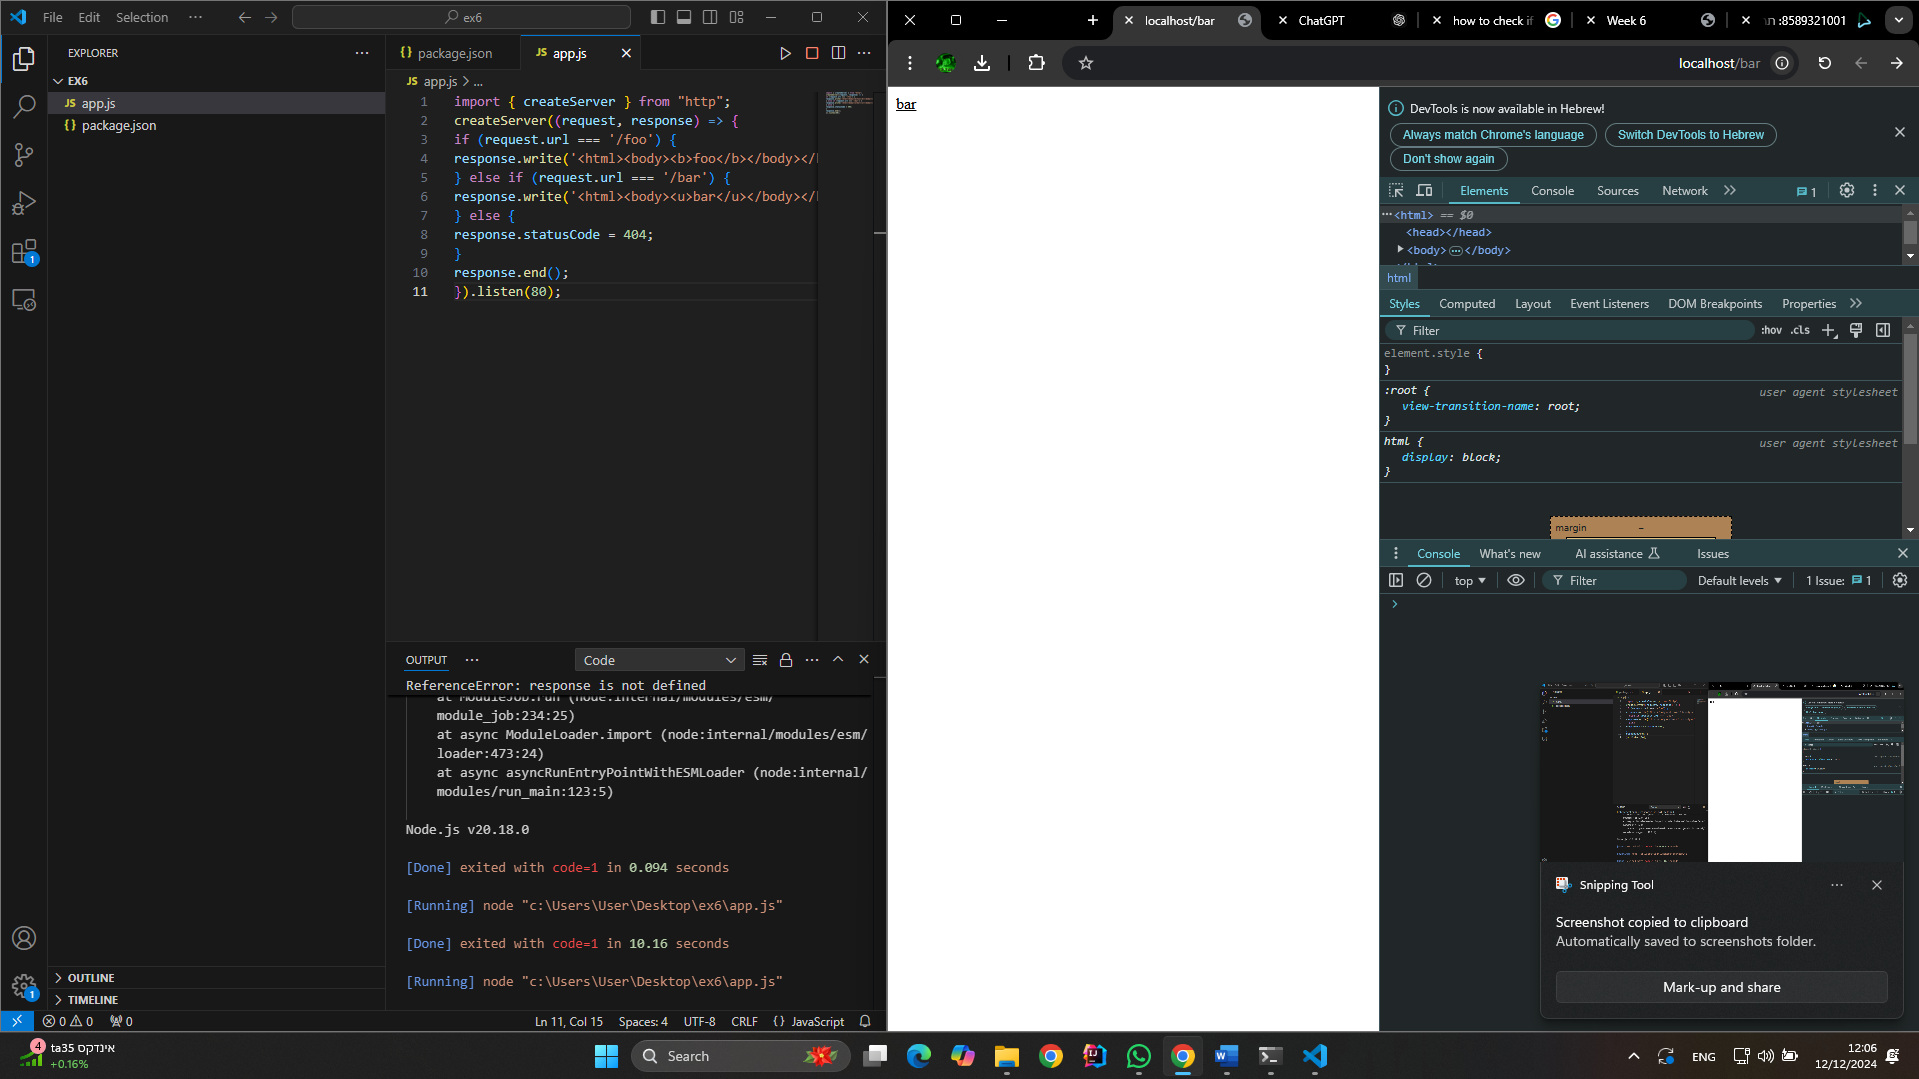 File Edit Selection ··· ex6
EXPLORER
EX6
JS app.js
{} package.json
OUTLINE
TIMELINE
{} package.json
JS app.js
JS app.js > ...
1 import { createServer } from "http";
2 createServer((request, response) => {
3 if (request.url === '/foo') {
4 response.write('<html><body><b>foo</b></body></
5 } else if (request.url === '/bar') {
6 response.write('<html><body><u>bar</u></body></
7 } else {
8 response.statusCode = 404;
9 }
10 response.end();
11 }).listen(80);
OUTPUT
Code
ReferenceError: response is not defined
at ModuleJob.run (node:internal/modules/esm/
module_job:234:25)
at async ModuleLoader.import (node:internal/modules/esm/
loader:473:24)
at async asyncRunEntryPointWithESMLoader (node:internal/
modules/run_main:123:5)
Node.js v20.18.0
[Done] exited with code=1 in 0.094 seconds
[Running] node "c:\Users\User\Desktop\ex6\app.js"
[Done] exited with code=1 in 10.16 seconds
[Running] node "c:\Users\User\Desktop\ex6\app.js"
1
1
0 0 0
Ln 11, Col 15 Spaces: 4 UTF-8 CRLF {} JavaScript
localhost/bar
ChatGPT
how to check if
Week 6
:8589321001
localhost/bar
bar
DevTools is now available in Hebrew!
Always match Chrome's language
Switch DevTools to Hebrew
Don't show again
Elements Console Sources Network 1
<html> == $0
<head></head>
<body> </body>
html
Styles Computed Layout Event Listeners DOM Breakpoints Properties
Filter :hov .cls
element.style {
}
:root { user agent stylesheet
view-transition-name: root;
}
html { user agent stylesheet
display: block;
}
margin –
Console What's new AI assistance Issues
top Filter Default levels 1 Issue: 1
Snipping Tool
Screenshot copied to clipboard
Automatically saved to screenshots folder.
Mark-up and share
4
אינדקס ta35
+0.16%
Search
ENG
12:06
12/12/2024